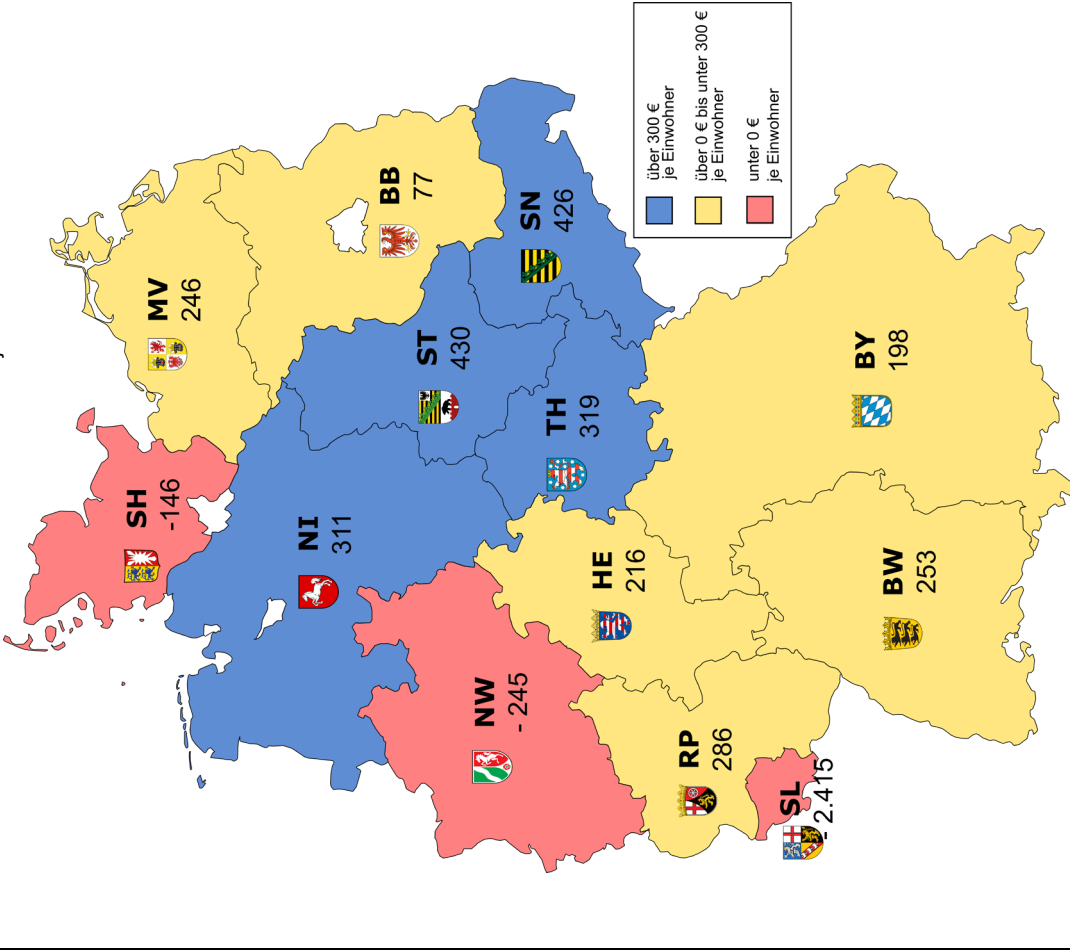 SH
-146
MV
246
NI
311
BB
77
ST
430
NW
- 245
SN
426
TH
319
HE
216
RP
286
SL
- 2.415
BY
198
BW
253
über 300 €
je Einwohner
über 0 € bis unter 300 €
je Einwohner
unter 0 €
je Einwohner